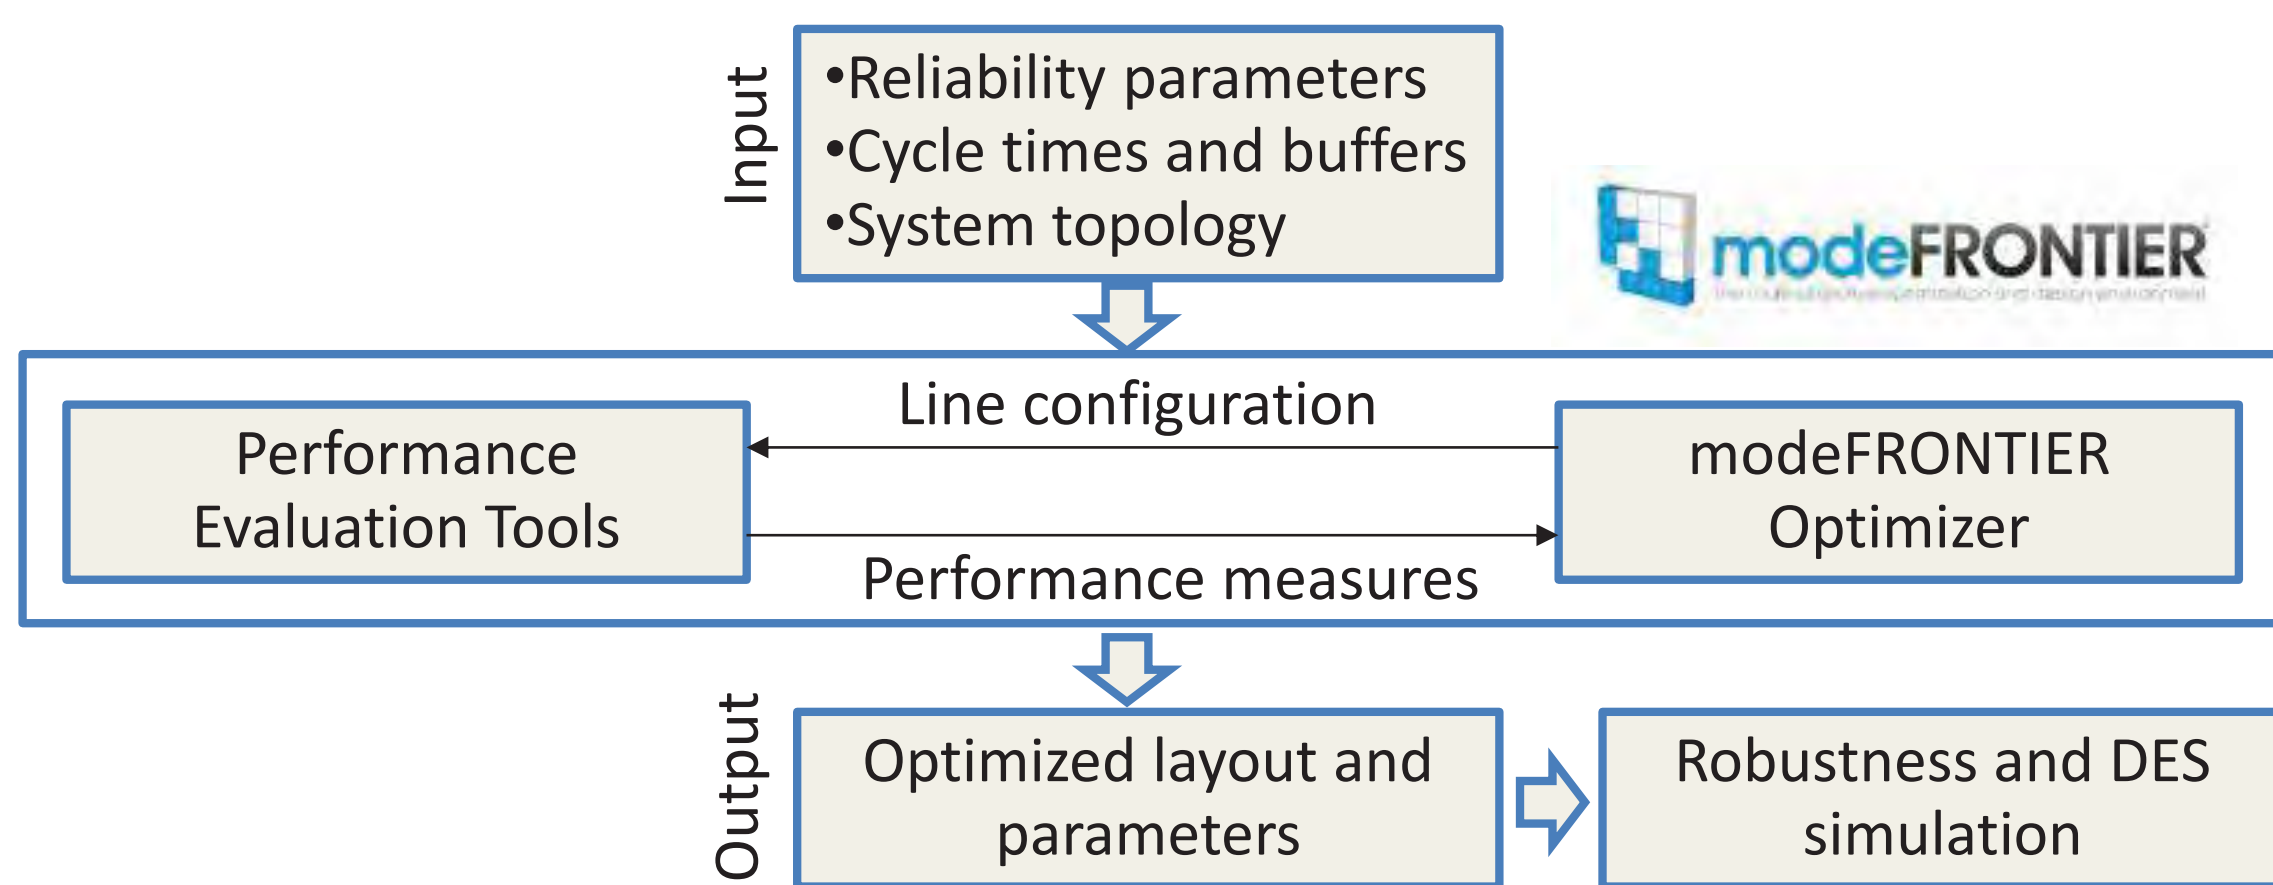 Input
•Reliability parameters
•Cycle times and buffers
•System topology
modeFRONTIER
Line configuration
Performance
Evaluation Tools
modeFRONTIER
Optimizer
Performance measures
Output
Optimized layout and
parameters
Robustness and DES
simulation